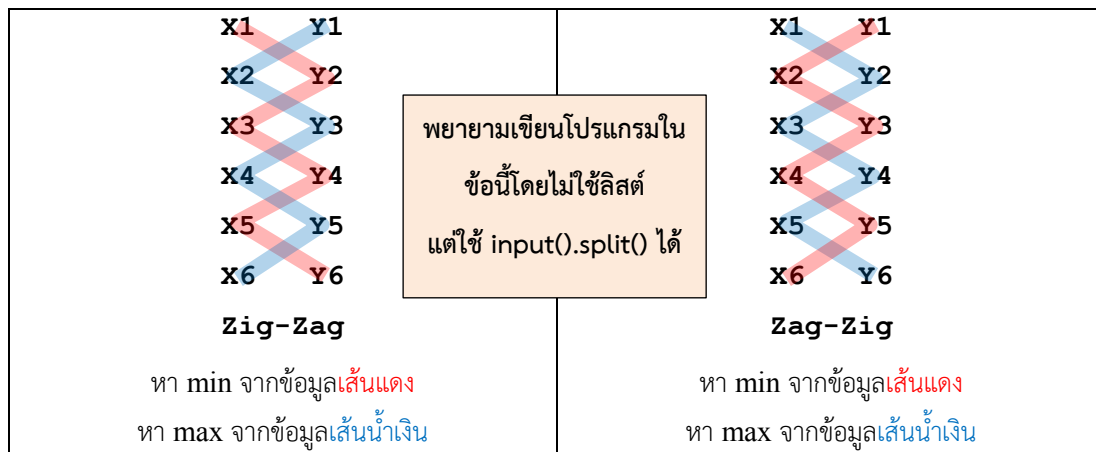 X1 Y1
X2 Y2
X3 Y3
X4 Y4
X5 Y5
X6 Y6
Zig-Zag
หา min จากข้อมูลเส้นแดง
หา max จากข้อมูลเส้นน้ำเงิน
พยายามเขียนโปรแกรมใน
ข้อนี้โดยไม่ใช้ลิสต์
แต่ใช้ input().split() ได้
X1 Y1
X2 Y2
X3 Y3
X4 Y4
X5 Y5
X6 Y6
Zag-Zig
หา min จากข้อมูลเส้นแดง
หา max จากข้อมูลเส้นน้ำเงิน